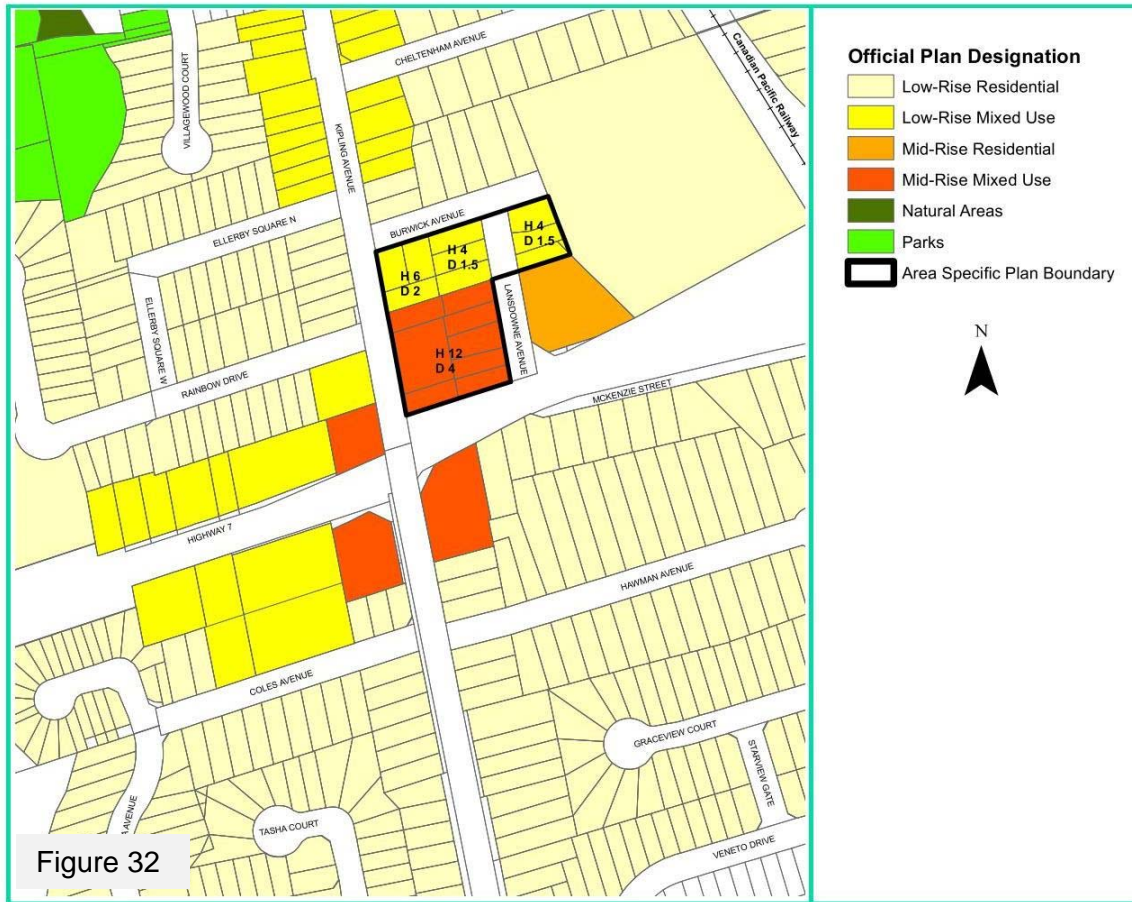 VILLAGEWOOD COURT
KIPLING AVENUE
CHELTENHAM AVENUE
Canadian Pacific Railway
ELLERBY SQUARE N
BURWICK AVENUE
H 4
D 1.5
H 4
D 1.5
H 6
D 2
ELLERBY SQUARE W
LANSDOWNE AVENUE
H 12
D 4
RAINBOW DRIVE
MCKENZIE STREET
HIGHWAY 7
HAWMAN AVENUE
COLES AVENUE
GRACEVIEW COURT
STARVIEW GATE
TASHA COURT
AVENUE
VENETO DRIVE
Figure 32
Official Plan Designation
Low-Rise Residential
Low-Rise Mixed Use
Mid-Rise Residential
Mid-Rise Mixed Use
Natural Areas
Parks
Area Specific Plan Boundary
N